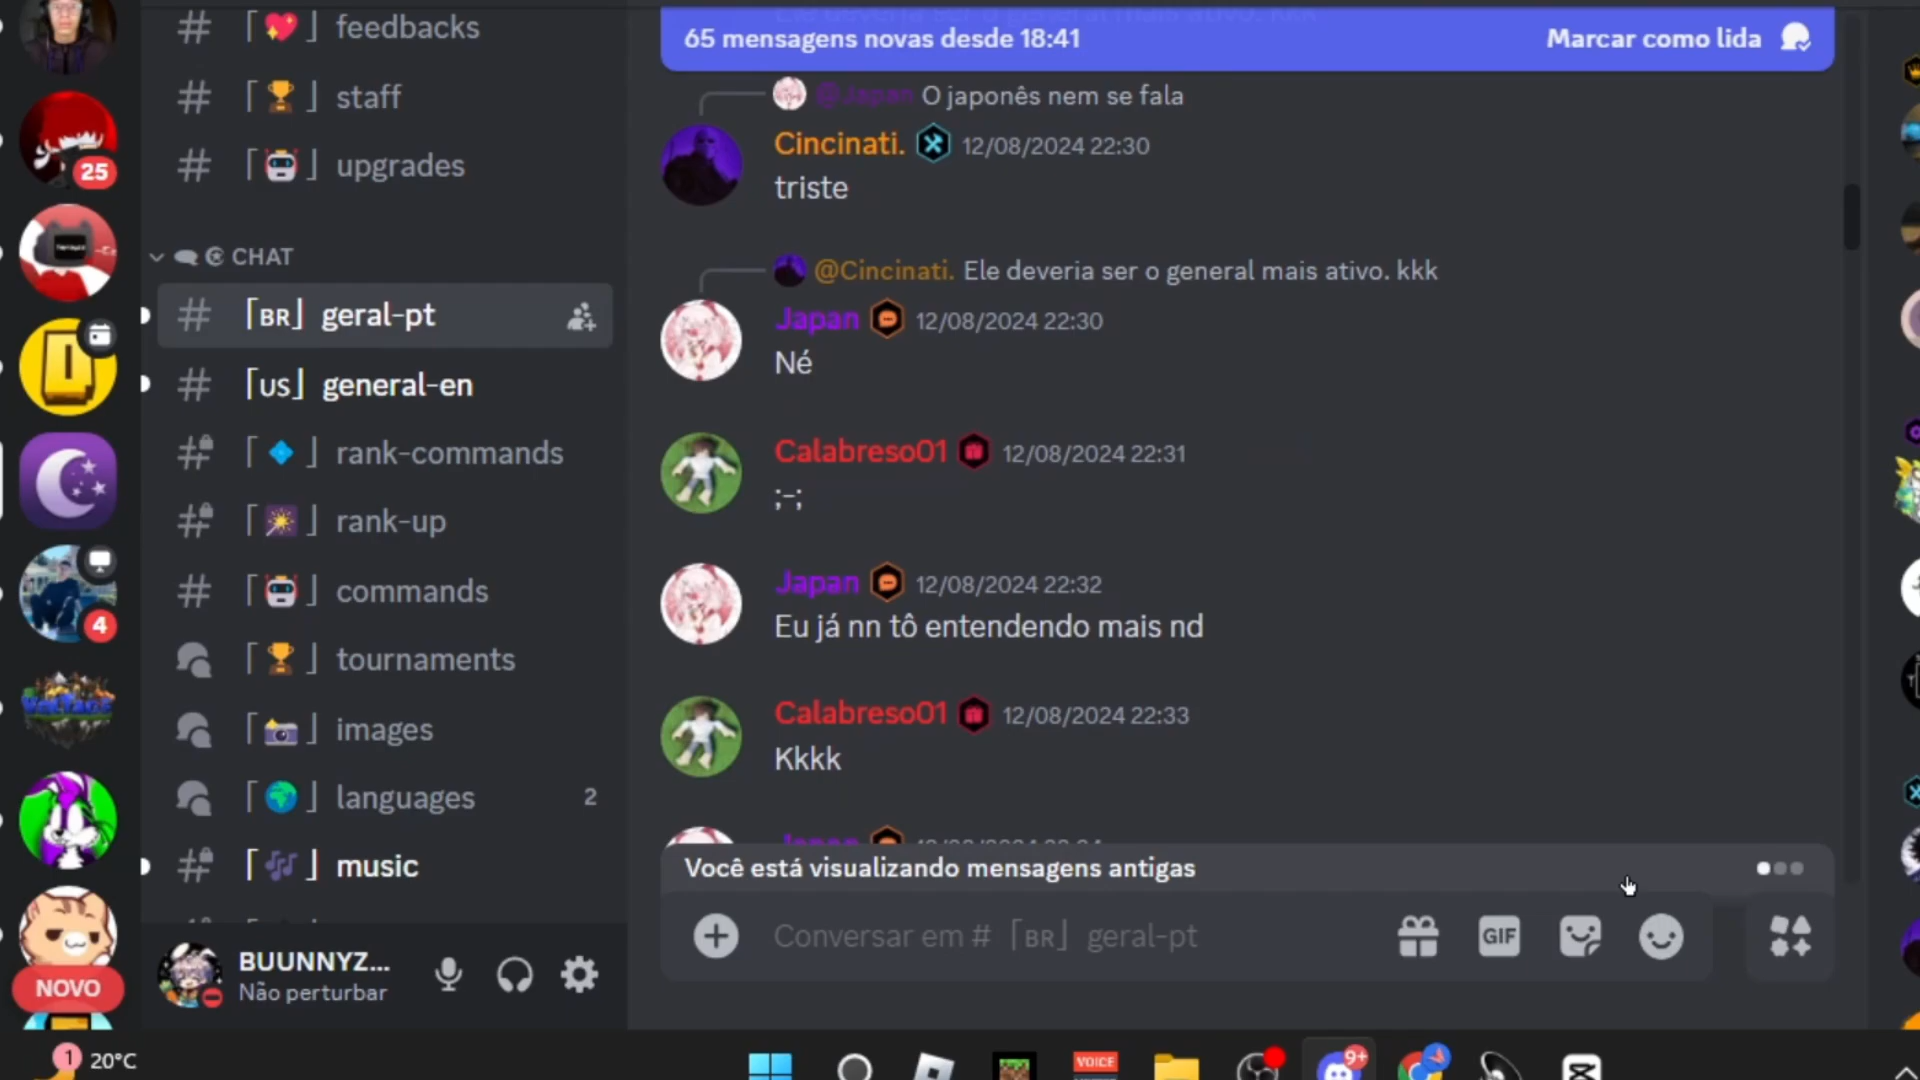 feedbacks
staff
upgrades
CHAT
「BR」 geral-pt
「US」 general-en
rank-commands
rank-up
commands
tournaments
images
languages 2
music
25
4
NOVO
BUUNNYZ...
Não perturbar
65 mensagens novas desde 18:41 Marcar como lida
@Japan O japonês nem se fala
Cincinati. 12/08/2024 22:30
triste
@Cincinati. Ele deveria ser o general mais ativo. kkk
Japan 12/08/2024 22:30
Né
Calabreso01 12/08/2024 22:31
;-;
Japan 12/08/2024 22:32
Eu já nn tô entendendo mais nd
Calabreso01 12/08/2024 22:33
Kkkk
Você está visualizando mensagens antigas
Conversar em # 「BR」 geral-pt
GIF
1 20°C
VOICE
9+